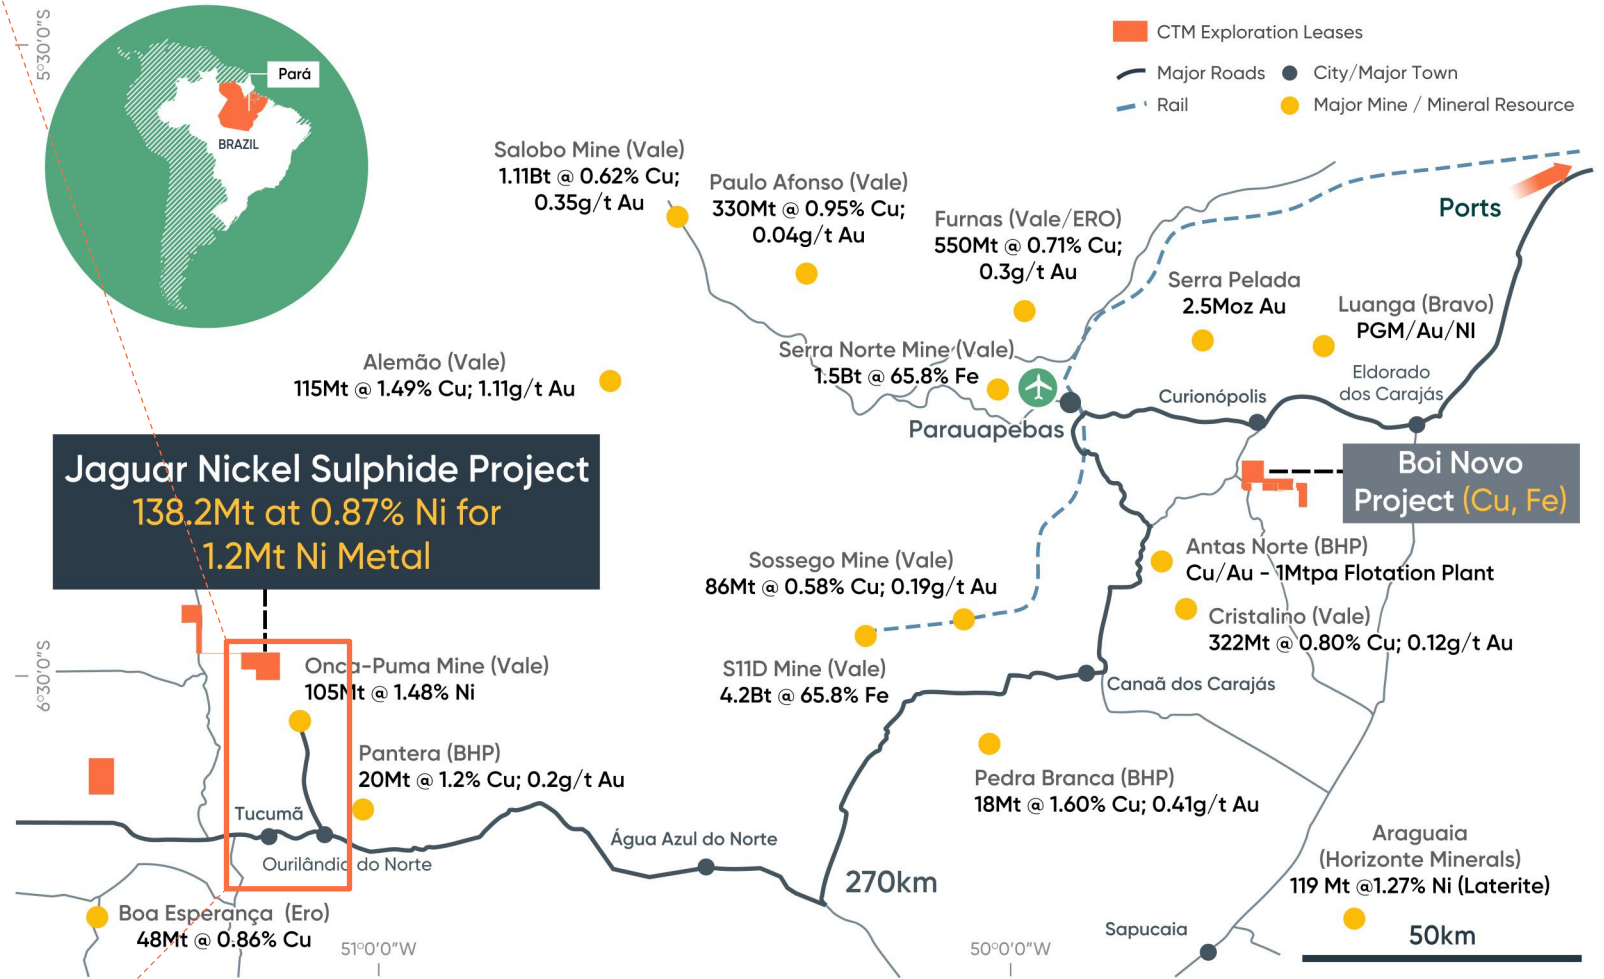 5°30'0"S
Pará
BRAZIL
CTM Exploration Leases
Major Roads
City/Major Town
Rail
Major Mine / Mineral Resource
Salobo Mine (Vale)
1.11Bt @ 0.62% Cu;
0.35g/t Au
Paulo Afonso (Vale)
330Mt @ 0.95% Cu;
0.04g/t Au
Furnas (Vale/ERO)
550Mt @ 0.71% Cu;
0.3g/t Au
Ports
Serra Pelada
2.5Moz Au
Luanga (Bravo)
PGM/Au/NI
Alemão (Vale)
115Mt @ 1.49% Cu; 1.11g/t Au
Serra Norte Mine (Vale)
1.5Bt @ 65.8% Fe
Parauapebas
Curionópolis
Eldorado
dos Carajás
Jaguar Nickel Sulphide Project
138.2Mt at 0.87% Ni for
1.2Mt Ni Metal
Boi Novo
Project (Cu, Fe)
Sossego Mine (Vale)
86Mt @ 0.58% Cu; 0.19g/t Au
Antas Norte (BHP)
Cu/Au - 1Mtpa Flotation Plant
Cristalino (Vale)
322Mt @ 0.80% Cu; 0.12g/t Au
6°30'0"S
Onca-Puma Mine (Vale)
105Mt @ 1.48% Ni
S11D Mine (Vale)
4.2Bt @ 65.8% Fe
Canaã dos Carajás
Pantera (BHP)
20Mt @ 1.2% Cu; 0.2g/t Au
Pedra Branca (BHP)
18Mt @ 1.60% Cu; 0.41g/t Au
Tucumã
Ourilândia do Norte
Água Azul do Norte
270km
Araguaia
(Horizonte Minerals)
119 Mt @1.27% Ni (Laterite)
Boa Esperança (Ero)
48Mt @ 0.86% Cu
51°0'0"W
50°0'0"W
Sapucaia
50km